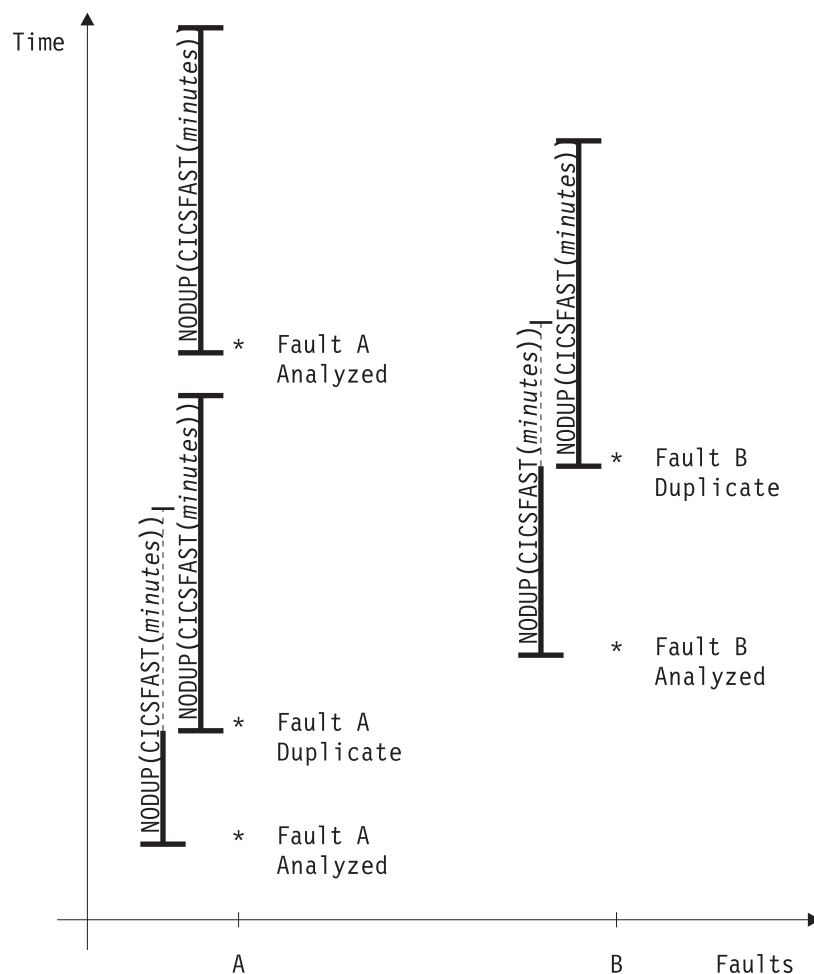 Time
NODUP(CICSFAST(minutes))
* Fault A
Analyzed
NODUP(CICSFAST(minutes))
NODUP(CICSFAST(minutes))
* Fault A
Duplicate
* Fault A
Analyzed
NODUP(CICSFAST(minutes))
NODUP(CICSFAST(minutes))
* Fault B
Duplicate
* Fault B
Analyzed
A
B
Faults